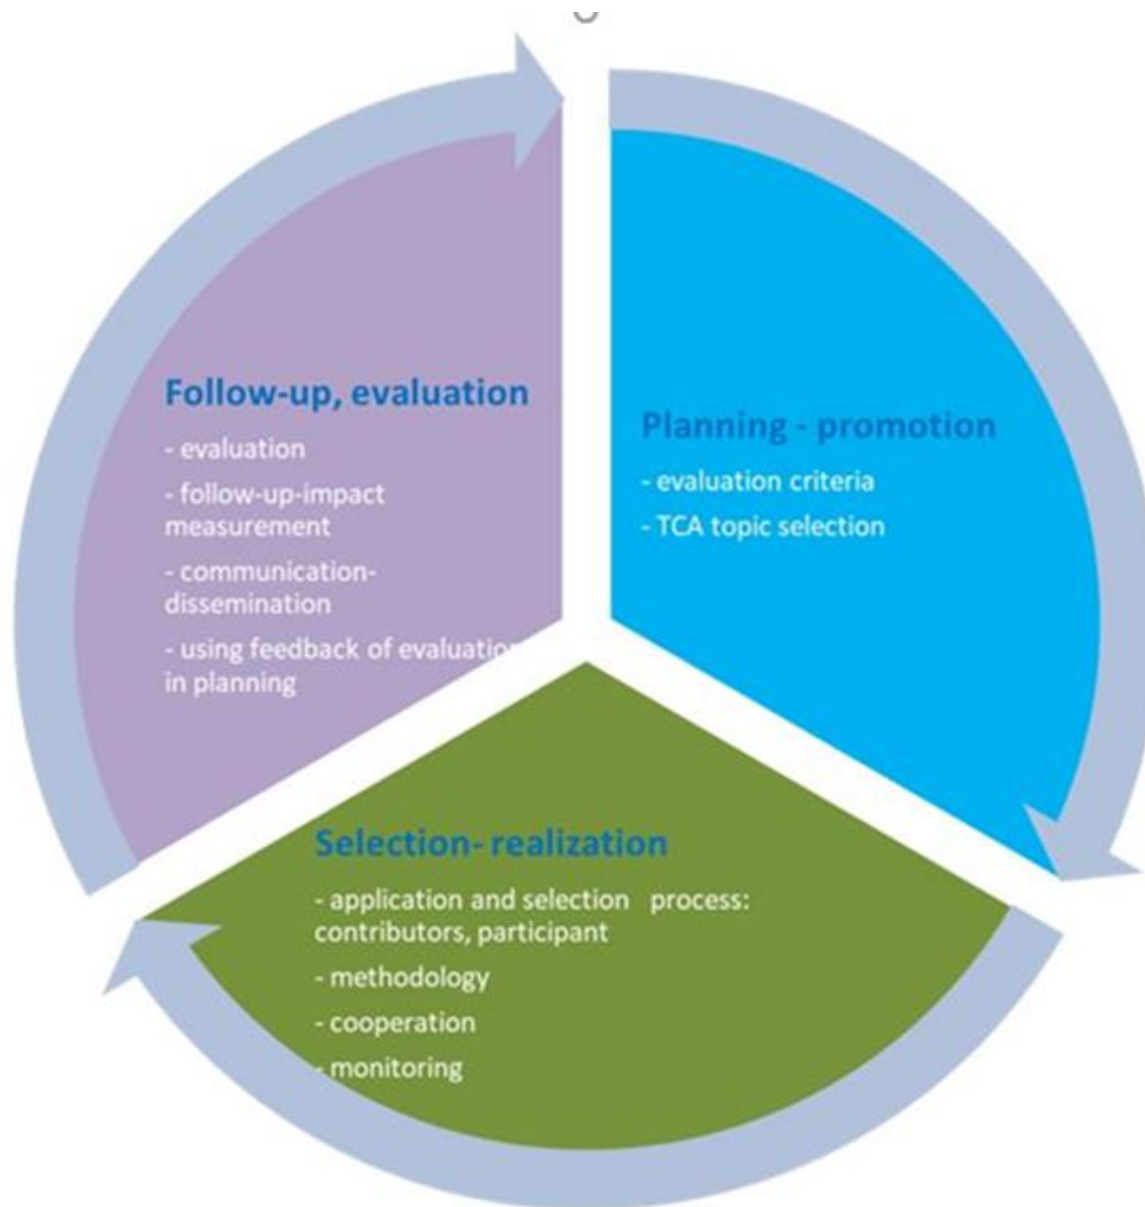 Follow-up, evaluation
- evaluation
- follow-up-impact
measurement
- communication-
dissemination
- using feedback of evaluation
in planning
Planning - promotion
- evaluation criteria
- TCA topic selection
Selection- realization
- application and selection process:
contributors, participant
- methodology
- cooperation
- monitoring